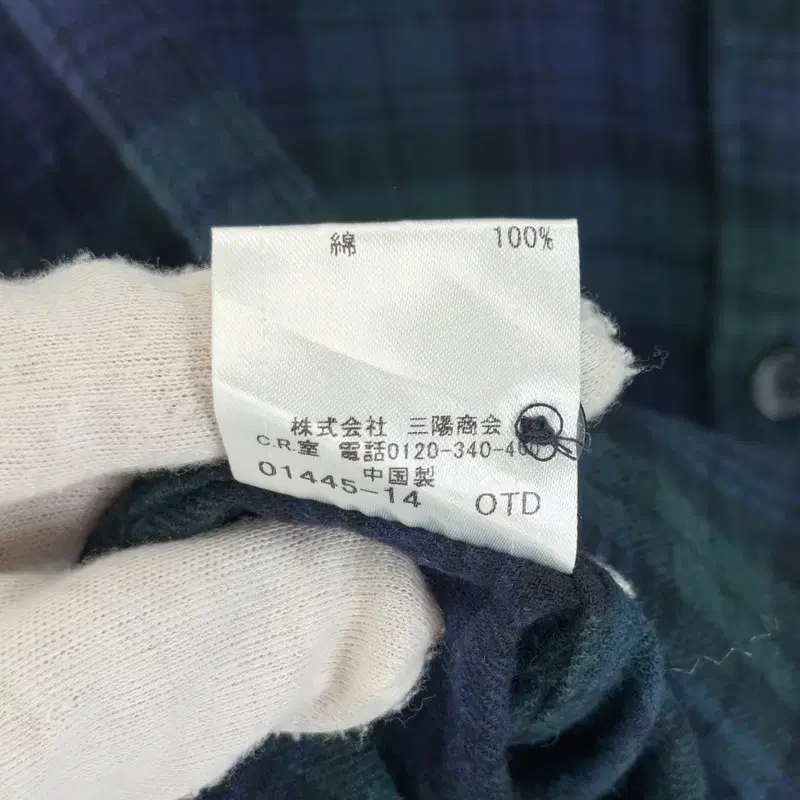 綿 100%
株式会社 三陽商会
C.R.室 電話0120-340-4
中国製
01445-14 OTD